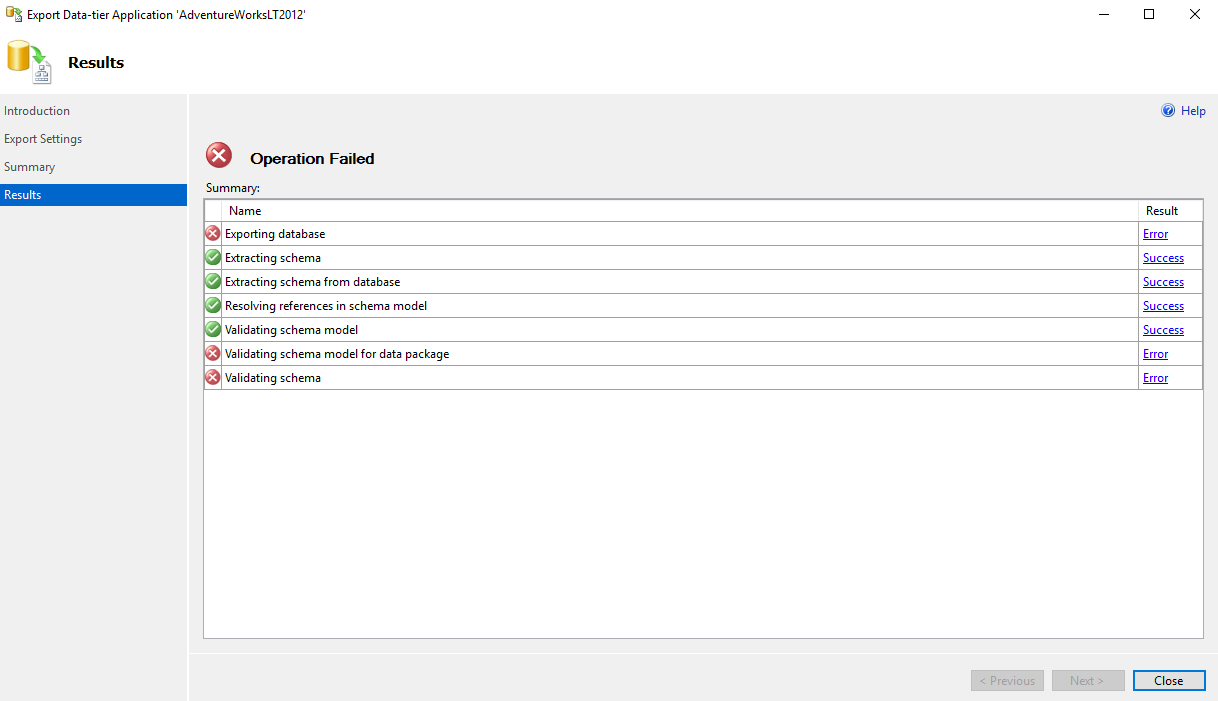 Export Data-tier Application 'AdventureWorksLT2012'
Results
Introduction
Export Settings
Summary
Results
Help
Operation Failed
Summary:
Name Result
Exporting database Error
Extracting schema Success
Extracting schema from database Success
Resolving references in schema model Success
Validating schema model Success
Validating schema model for data package Error
Validating schema Error
< Previous Next > Close